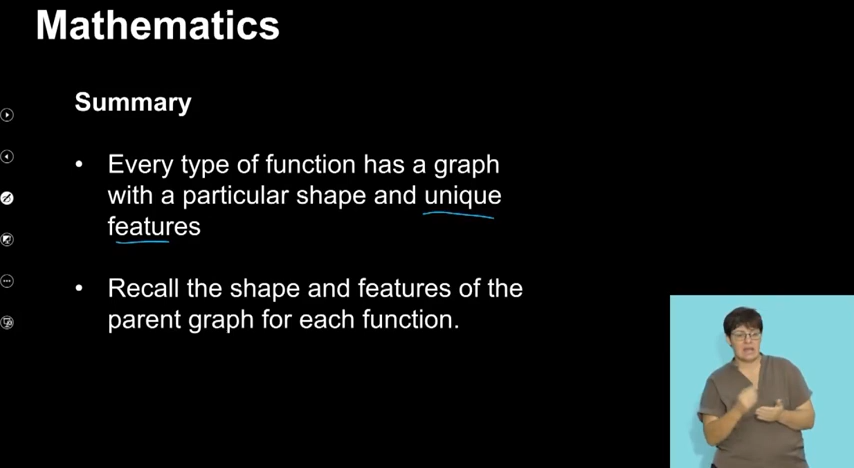 Mathematics
Summary
• Every type of function has a graph
with a particular shape and unique
features
• Recall the shape and features of the
parent graph for each function.